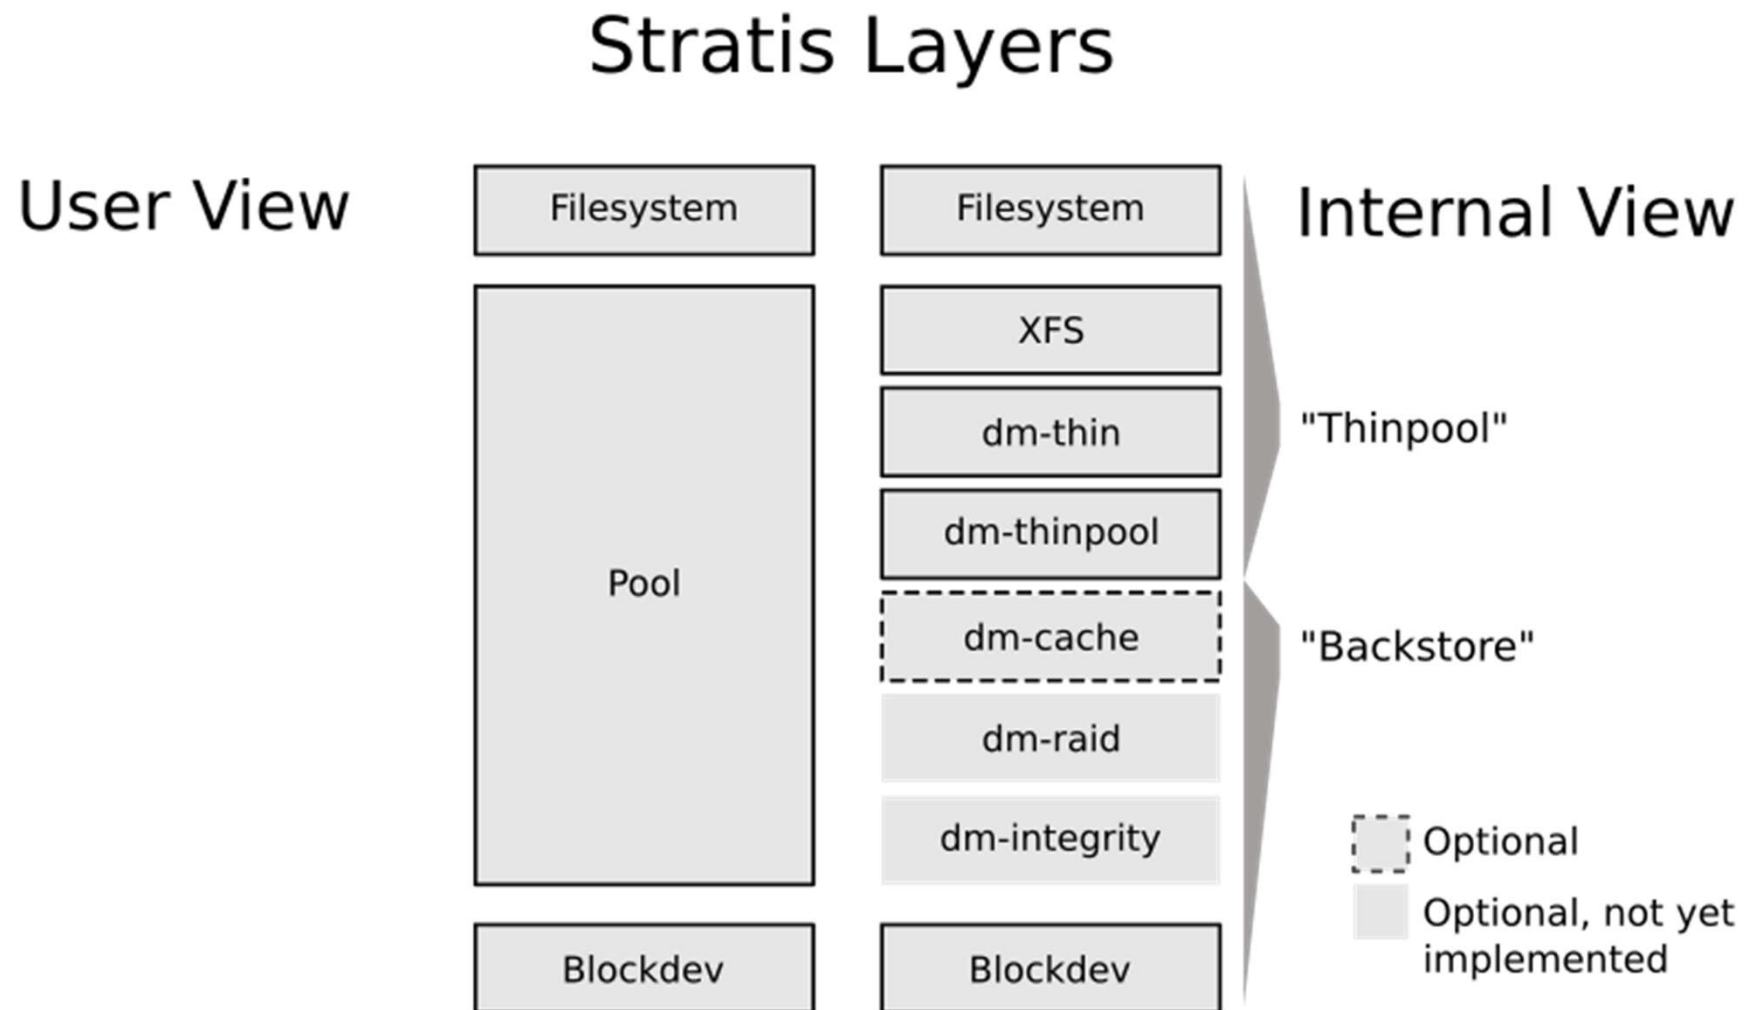 Stratis Layers
User View
Filesystem
Filesystem
Internal View
XFS
dm-thin
"Thinpool"
dm-thinpool
Pool
dm-cache
"Backstore"
dm-raid
dm-integrity
Optional
Optional, not yet
implemented
Blockdev
Blockdev